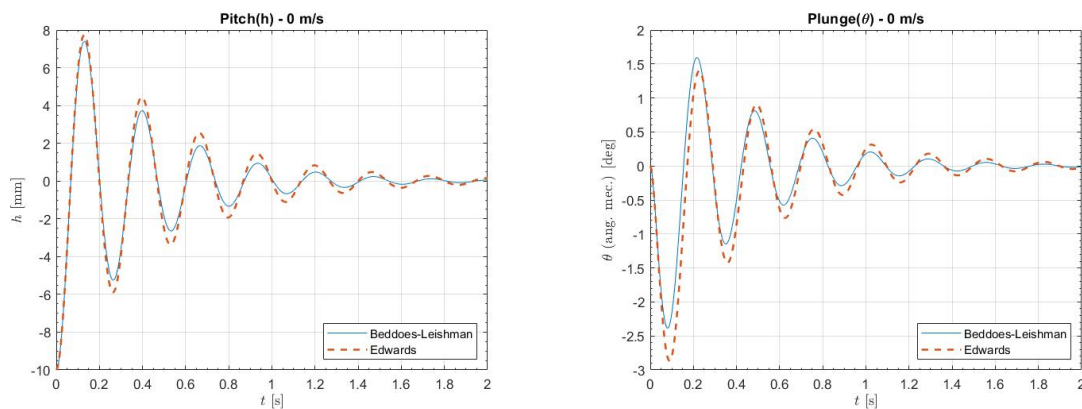 Pitch(h) - 0 m/s
8
6
4
2
0
-2
-4
-6
-8
-10
h [mm]
0 0.2 0.4 0.6 0.8 1 1.2 1.4 1.6 1.8 2
t [s]
Beddoes-Leishman
Edwards
Plunge(θ) - 0 m/s
2
1.5
1
0.5
0
-0.5
-1
-1.5
-2
-2.5
-3
θ (ang. mec.) [deg]
0 0.2 0.4 0.6 0.8 1 1.2 1.4 1.6 1.8 2
t [s]
Beddoes-Leishman
Edwards